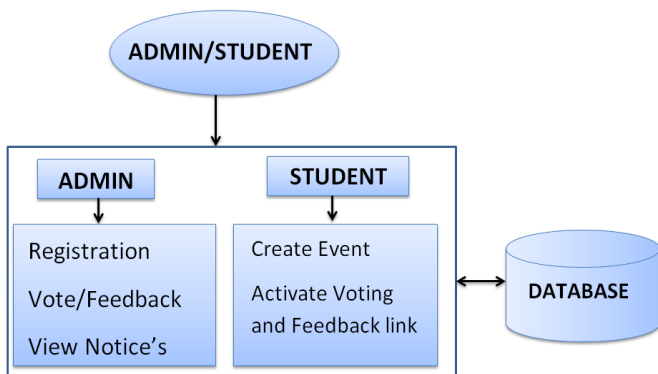 ADMIN/STUDENT
ADMIN
Registration
Vote/Feedback
View Notice's
STUDENT
Create Event
Activate Voting
and Feedback link
DATABASE